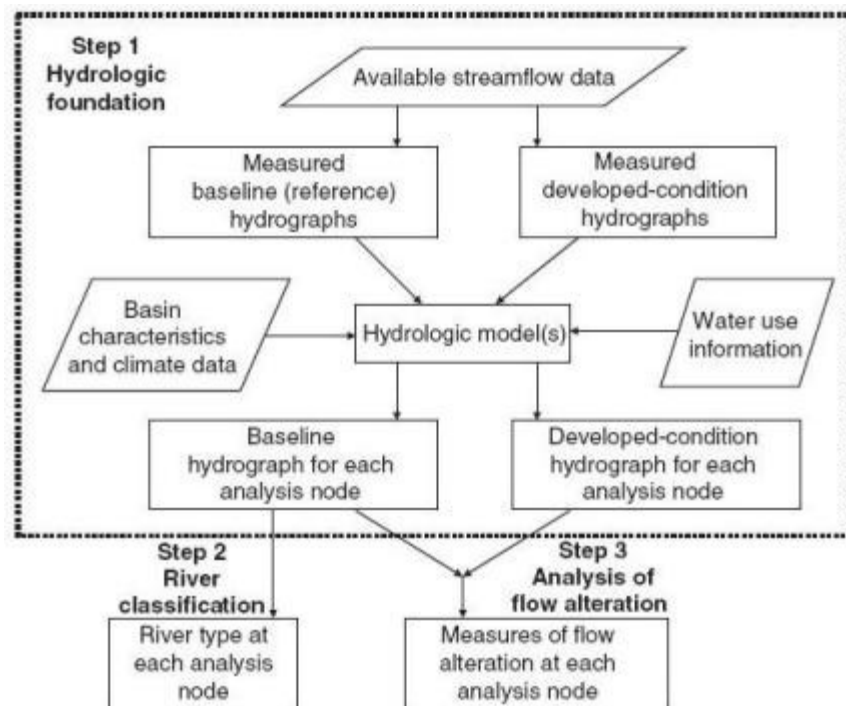 Step 1
Hydrologic
foundation
Available streamflow data
Measured
baseline (reference)
hydrographs
Measured
developed-condition
hydrographs
Basin
characteristics
and climate data
Hydrologic model(s)
Water use
information
Baseline
hydrograph for each
analysis node
Developed-condition
hydrograph for each
analysis node
Step 2
River
classification
Step 3
Analysis of
flow alteration
River type at
each analysis
node
Measures of flow
alteration at each
analysis node